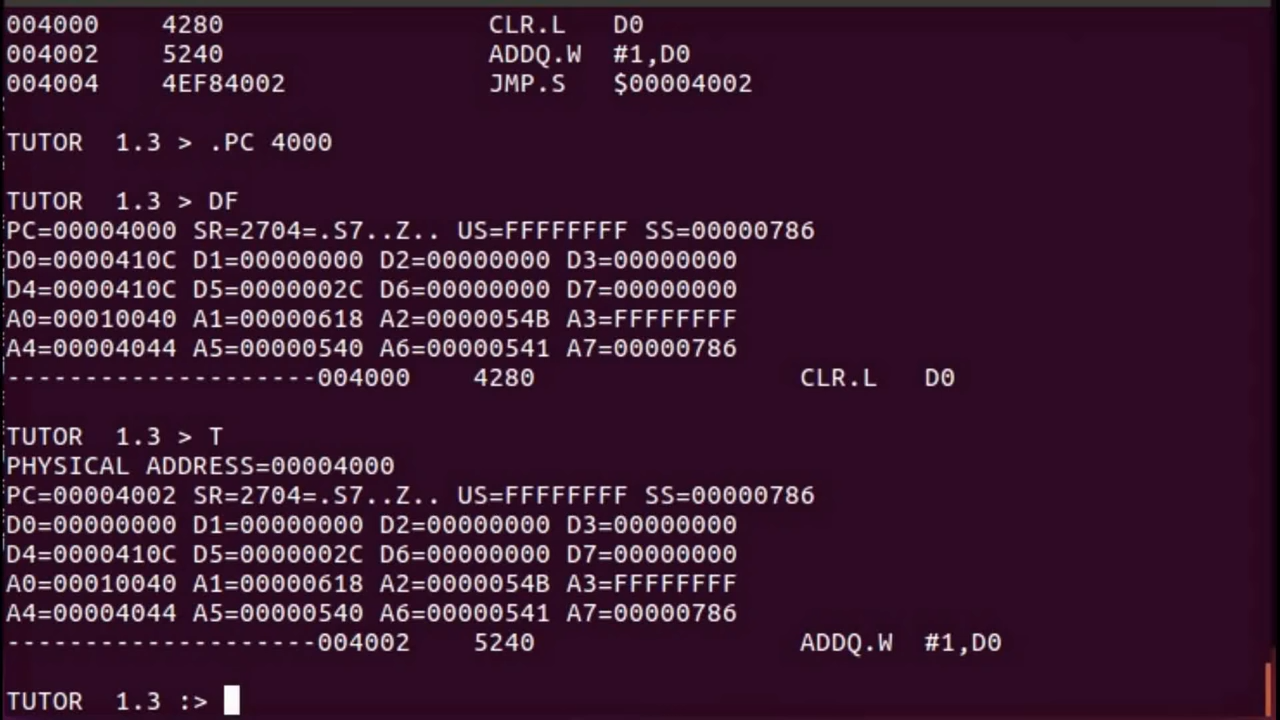 004000    4280                 CLR.L   D0
004002    5240                 ADDQ.W  #1,D0
004004    4EF84002             JMP.S   $00004002
TUTOR  1.3 > .PC 4000
TUTOR  1.3 > DF
PC=00004000 SR=2704=.S7..Z.. US=FFFFFFFF SS=00000786
D0=0000410C D1=00000000 D2=00000000 D3=00000000
D4=0000410C D5=0000002C D6=00000000 D7=00000000
A0=00010040 A1=00000618 A2=0000054B A3=FFFFFFFF
A4=00004044 A5=00000540 A6=00000541 A7=00000786
--------------------004000    4280                 CLR.L   D0
TUTOR  1.3 > T
PHYSICAL ADDRESS=00004000
PC=00004002 SR=2704=.S7..Z.. US=FFFFFFFF SS=00000786
D0=00000000 D1=00000000 D2=00000000 D3=00000000
D4=0000410C D5=0000002C D6=00000000 D7=00000000
A0=00010040 A1=00000618 A2=0000054B A3=FFFFFFFF
A4=00004044 A5=00000540 A6=00000541 A7=00000786
--------------------004002    5240                 ADDQ.W  #1,D0
TUTOR  1.3 :>